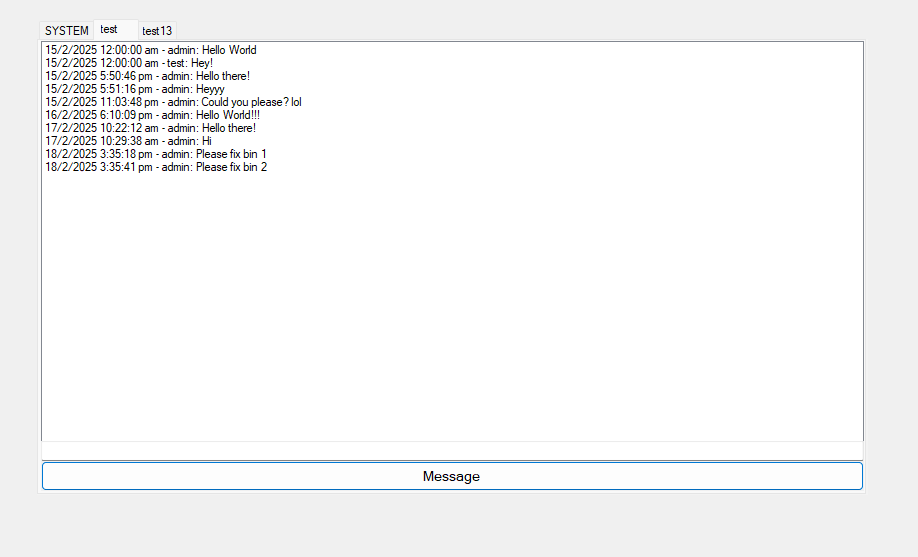 SYSTEM test test13
15/2/2025 12:00:00 am - admin: Hello World
15/2/2025 12:00:00 am - test: Hey!
15/2/2025 5:50:46 pm - admin: Hello there!
15/2/2025 5:51:16 pm - admin: Heyyy
15/2/2025 11:03:48 pm - admin: Could you please? lol
16/2/2025 6:10:09 pm - admin: Hello World!!!
17/2/2025 10:22:12 am - admin: Hello there!
17/2/2025 10:29:38 am - admin: Hi
18/2/2025 3:35:18 pm - admin: Please fix bin 1
18/2/2025 3:35:41 pm - admin: Please fix bin 2
Message